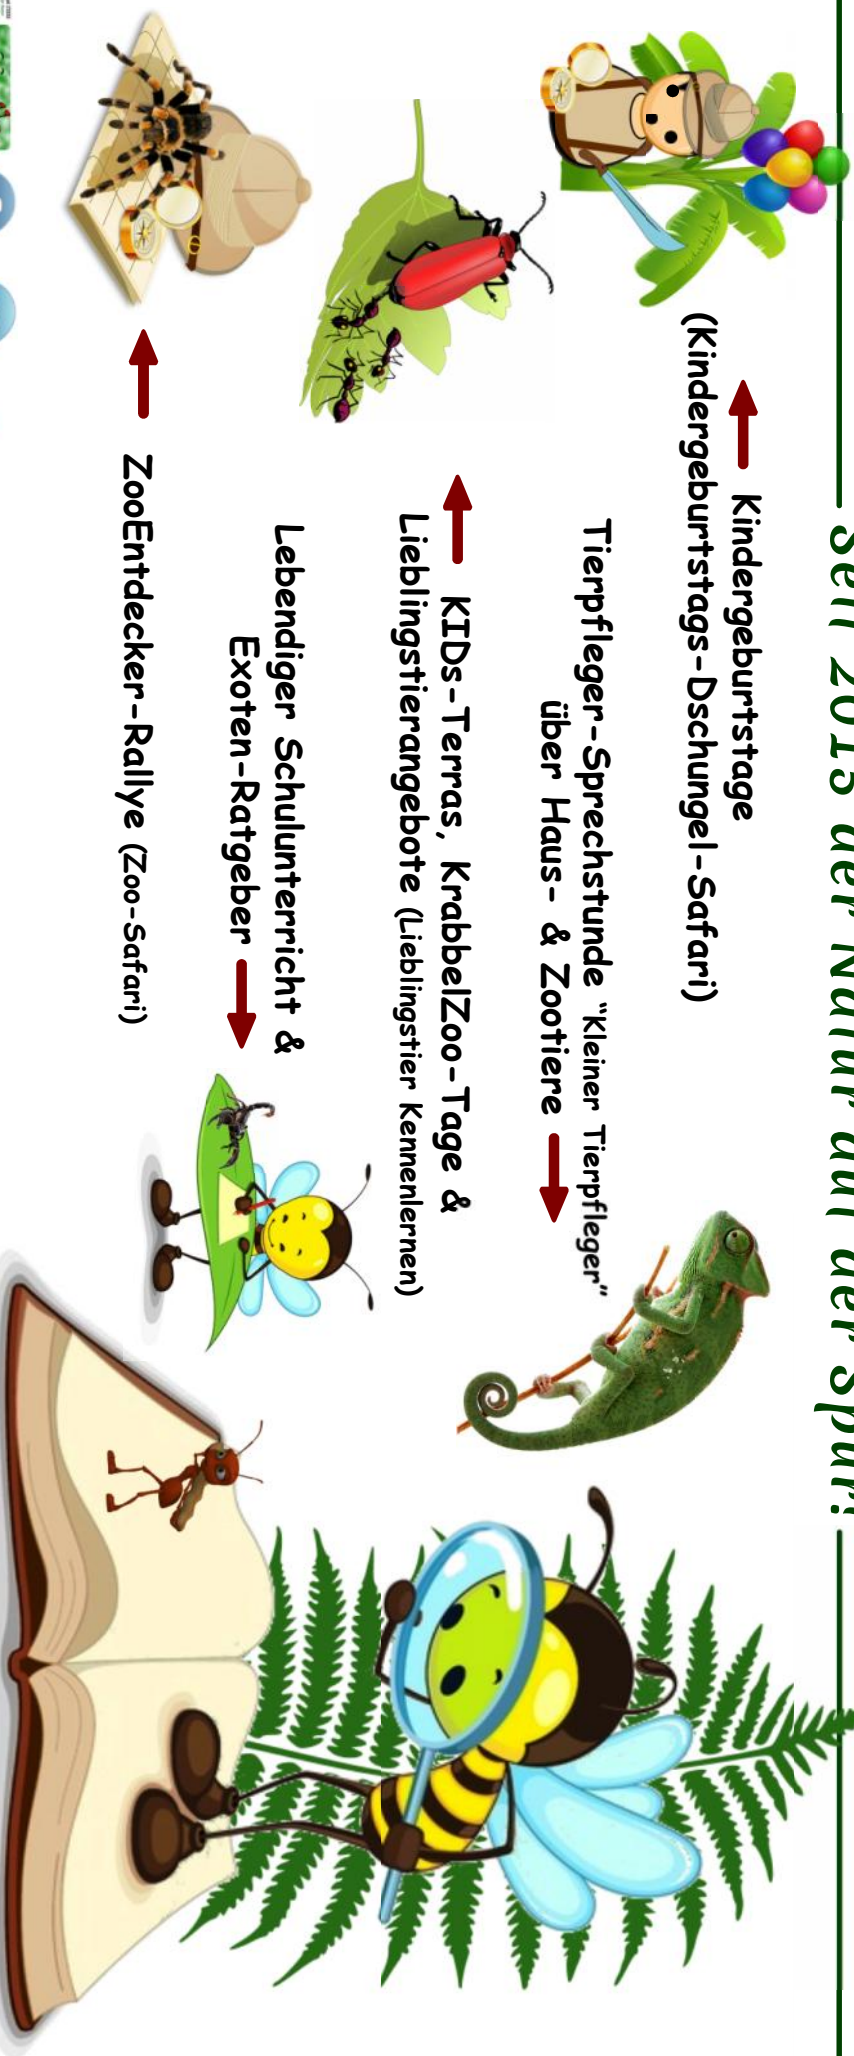 Seit 2015 der Natur auf der Spur!
Kindergeburtstage
(Kindergeburtstags-Dschungel-Safari)
Tierpfleger-Sprechstunde "Kleiner Tierpfleger"
über Haus- & Zootiere
KIDs-Terras, KrabbelZoo-Tage &
Lieblingstierangebote (Lieblingstier Kennenlernen)
Lebendiger Schulunterricht &
Exoten-Ratgeber
ZooEntdecker-Rallye (Zoo-Safari)